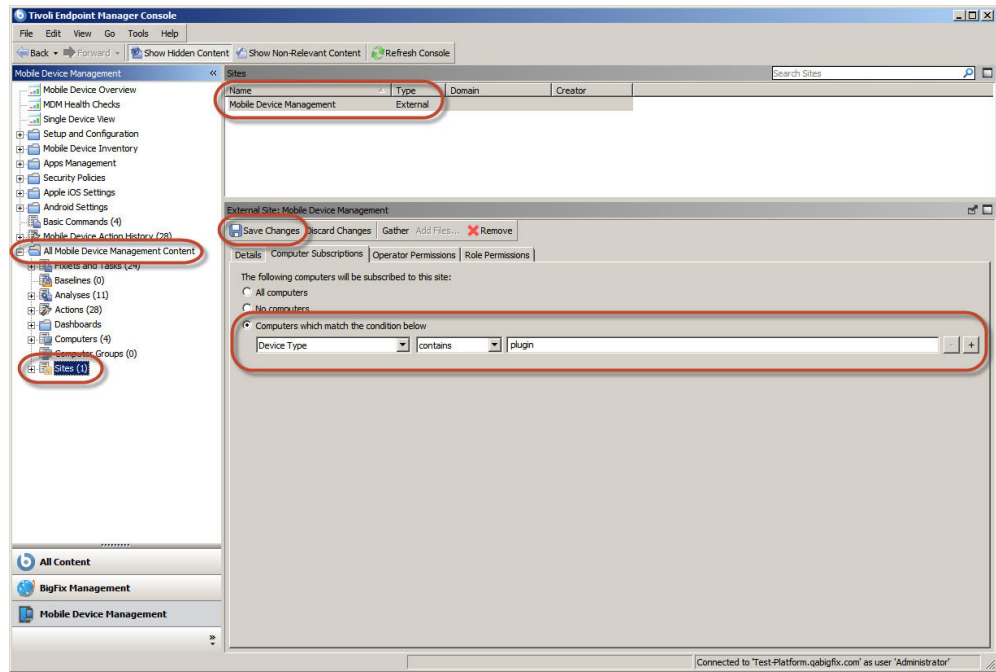 Tivoli Endpoint Manager Console
File Edit View Go Tools Help
Back Forward Show Hidden Content Show Non-Relevant Content Refresh Console
Mobile Device Management «
Mobile Device Overview
MDM Health Checks
Single Device View
Setup and Configuration
Mobile Device Inventory
Apps Management
Security Policies
Apple iOS Settings
Android Settings
Basic Commands (4)
Mobile Device Action History (28)
All Mobile Device Management Content
Fixlets and Tasks (24)
Baselines (0)
Analyses (11)
Actions (28)
Dashboards
Computers (4)
Computer Groups (0)
Sites (1)
All Content
BigFix Management
Mobile Device Management
»
Sites Search Sites
Name Type Domain Creator
Mobile Device Management External
External Site: Mobile Device Management
Save Changes Discard Changes Gather Add Files... Remove
Details Computer Subscriptions Operator Permissions Role Permissions
The following computers will be subscribed to this site:
All computers
No computers
Computers which match the condition below
Device Type contains plugin - +
Connected to 'Test-Platform.qabigfix.com' as user 'Administrator'